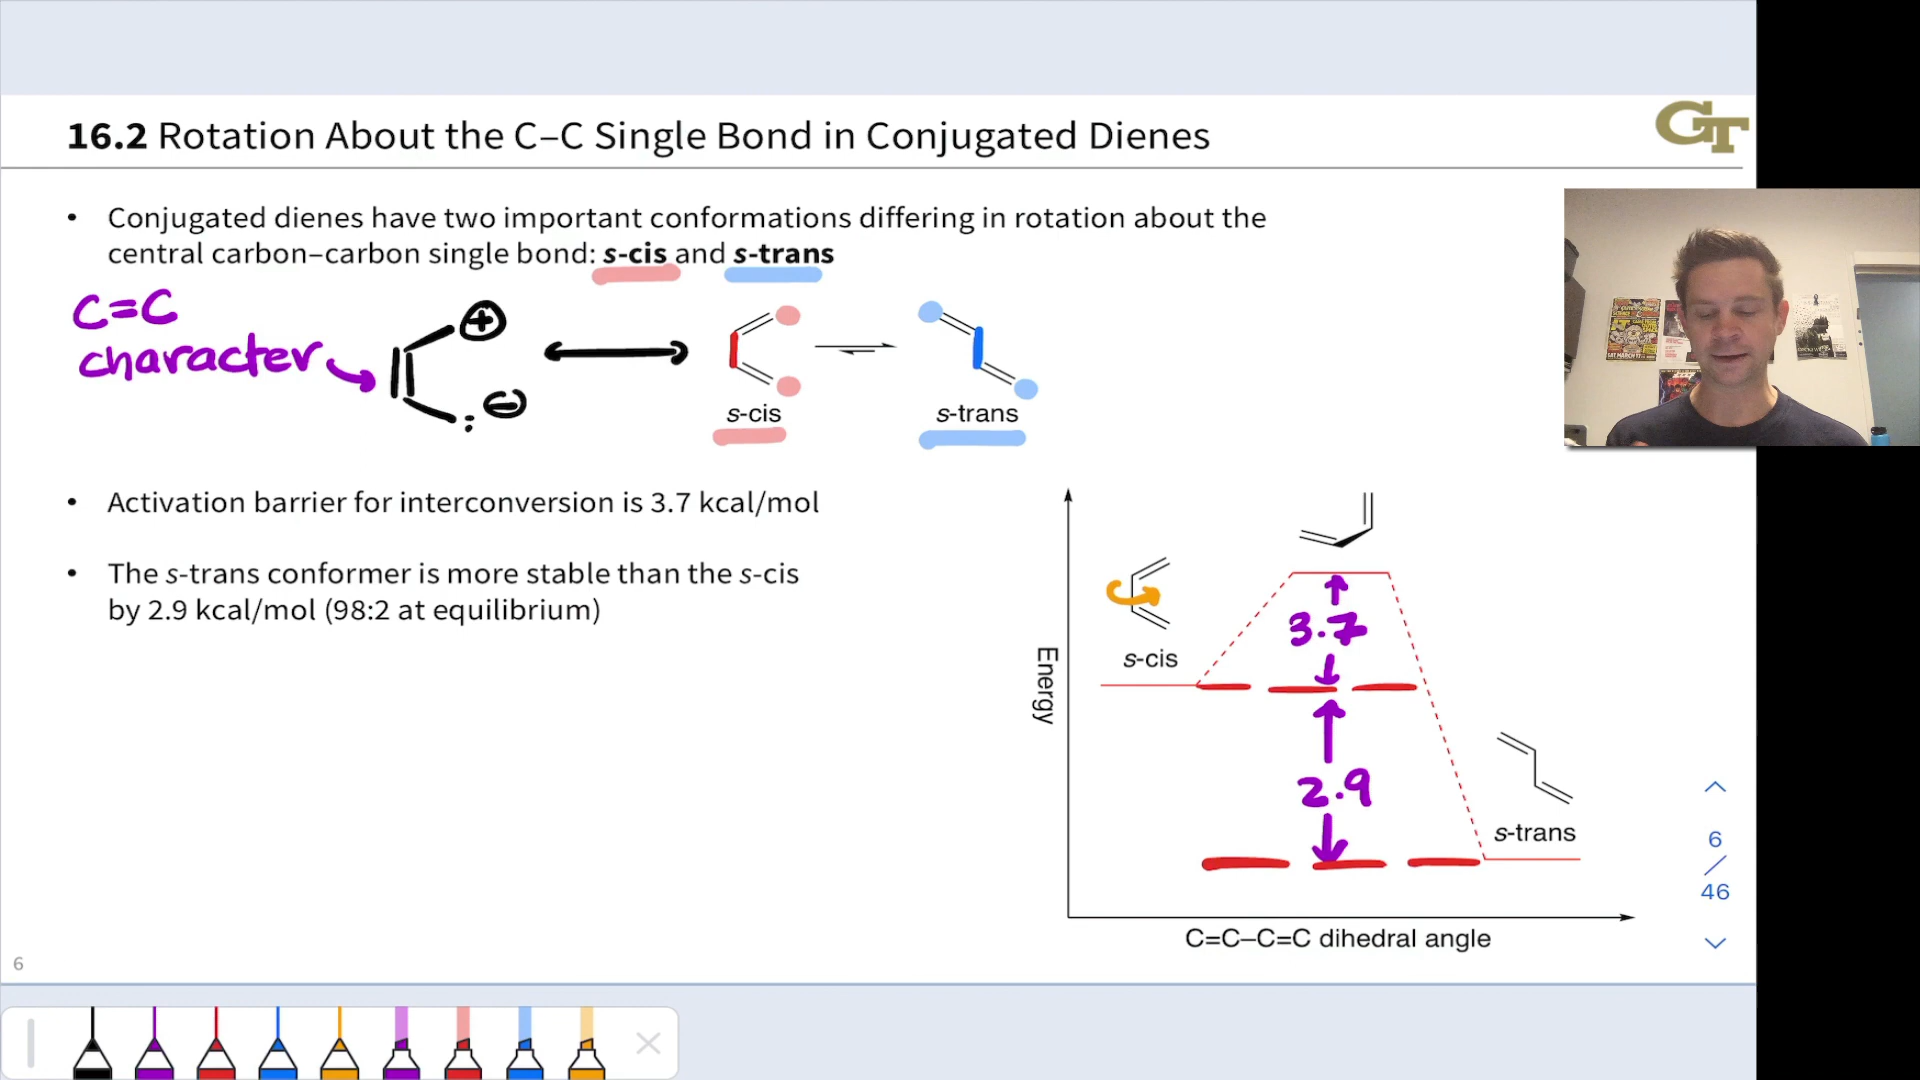 16.2 Rotation About the C–C Single Bond in Conjugated Dienes
GT
• Conjugated dienes have two important conformations differing in rotation about the
central carbon–carbon single bond: s-cis and s-trans
C=C
character
+
:
−
s-cis
s-trans
• Activation barrier for interconversion is 3.7 kcal/mol
• The s-trans conformer is more stable than the s-cis
by 2.9 kcal/mol (98:2 at equilibrium)
Energy
s-cis
3.7
2.9
s-trans
C=C–C=C dihedral angle
6
46
6